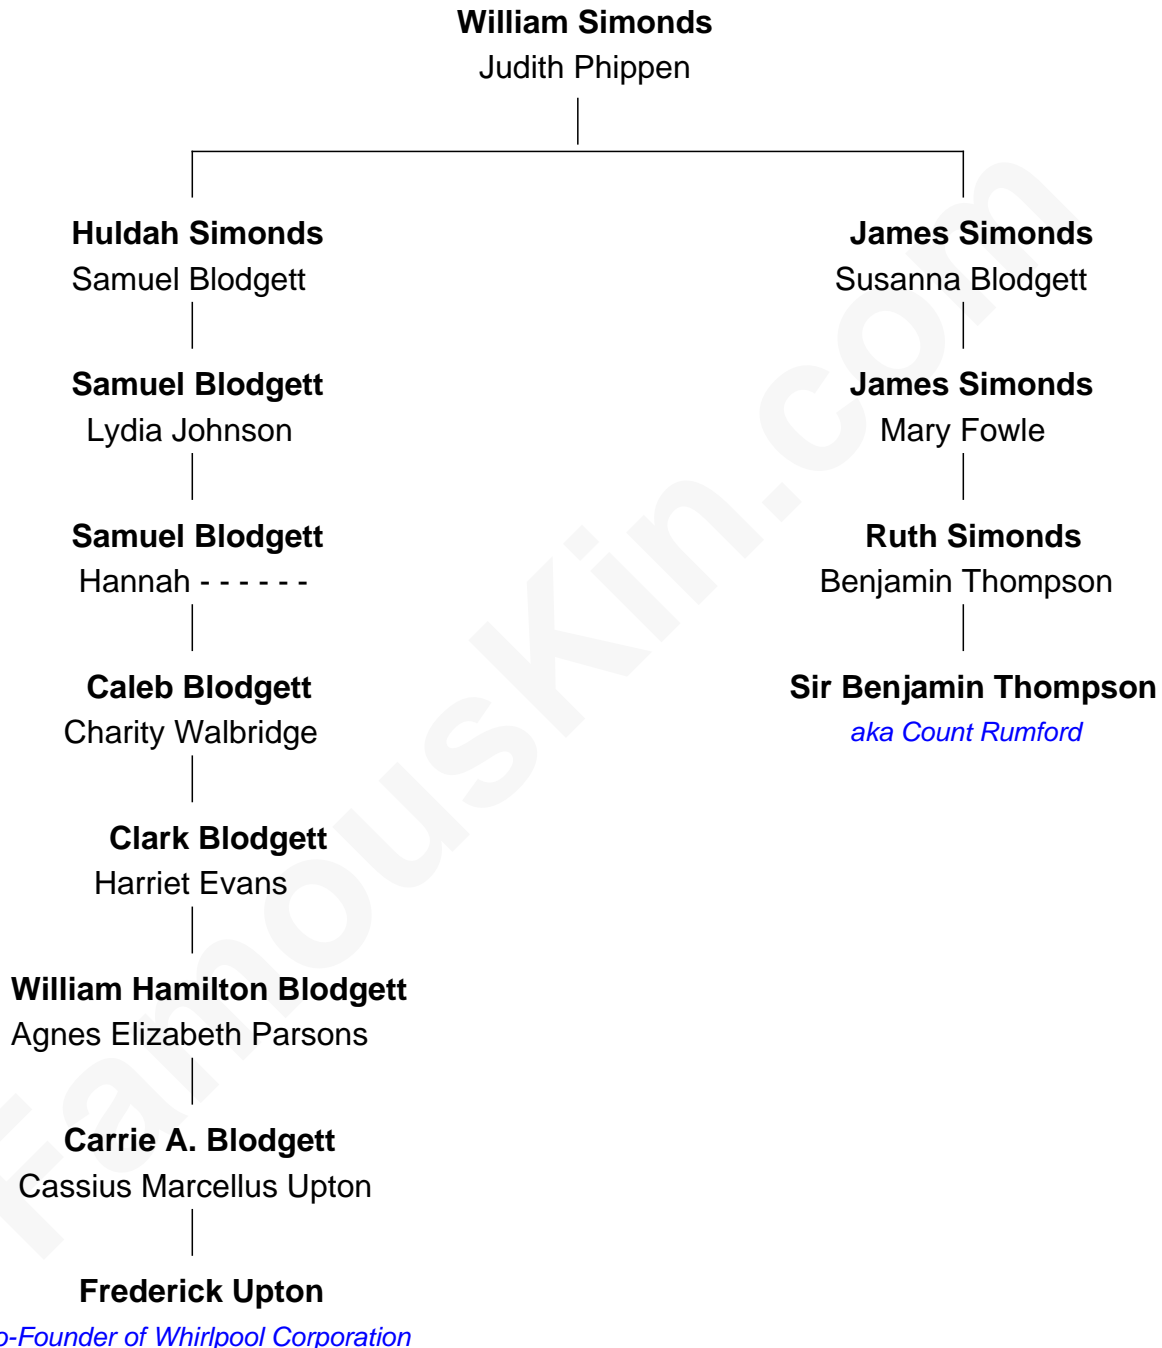 William Simonds
Judith Phippen
Huldah Simonds
Samuel Blodgett
James Simonds
Susanna Blodgett
Samuel Blodgett
Lydia Johnson
James Simonds
Mary Fowle
Samuel Blodgett
Hannah - - - - - -
Ruth Simonds
Benjamin Thompson
Caleb Blodgett
Charity Walbridge
Sir Benjamin Thompson
aka Count Rumford
Clark Blodgett
Harriet Evans
William Hamilton Blodgett
Agnes Elizabeth Parsons
Carrie A. Blodgett
Cassius Marcellus Upton
Frederick Upton
o-Founder of Whirlpool Corporation
FamousKin.com